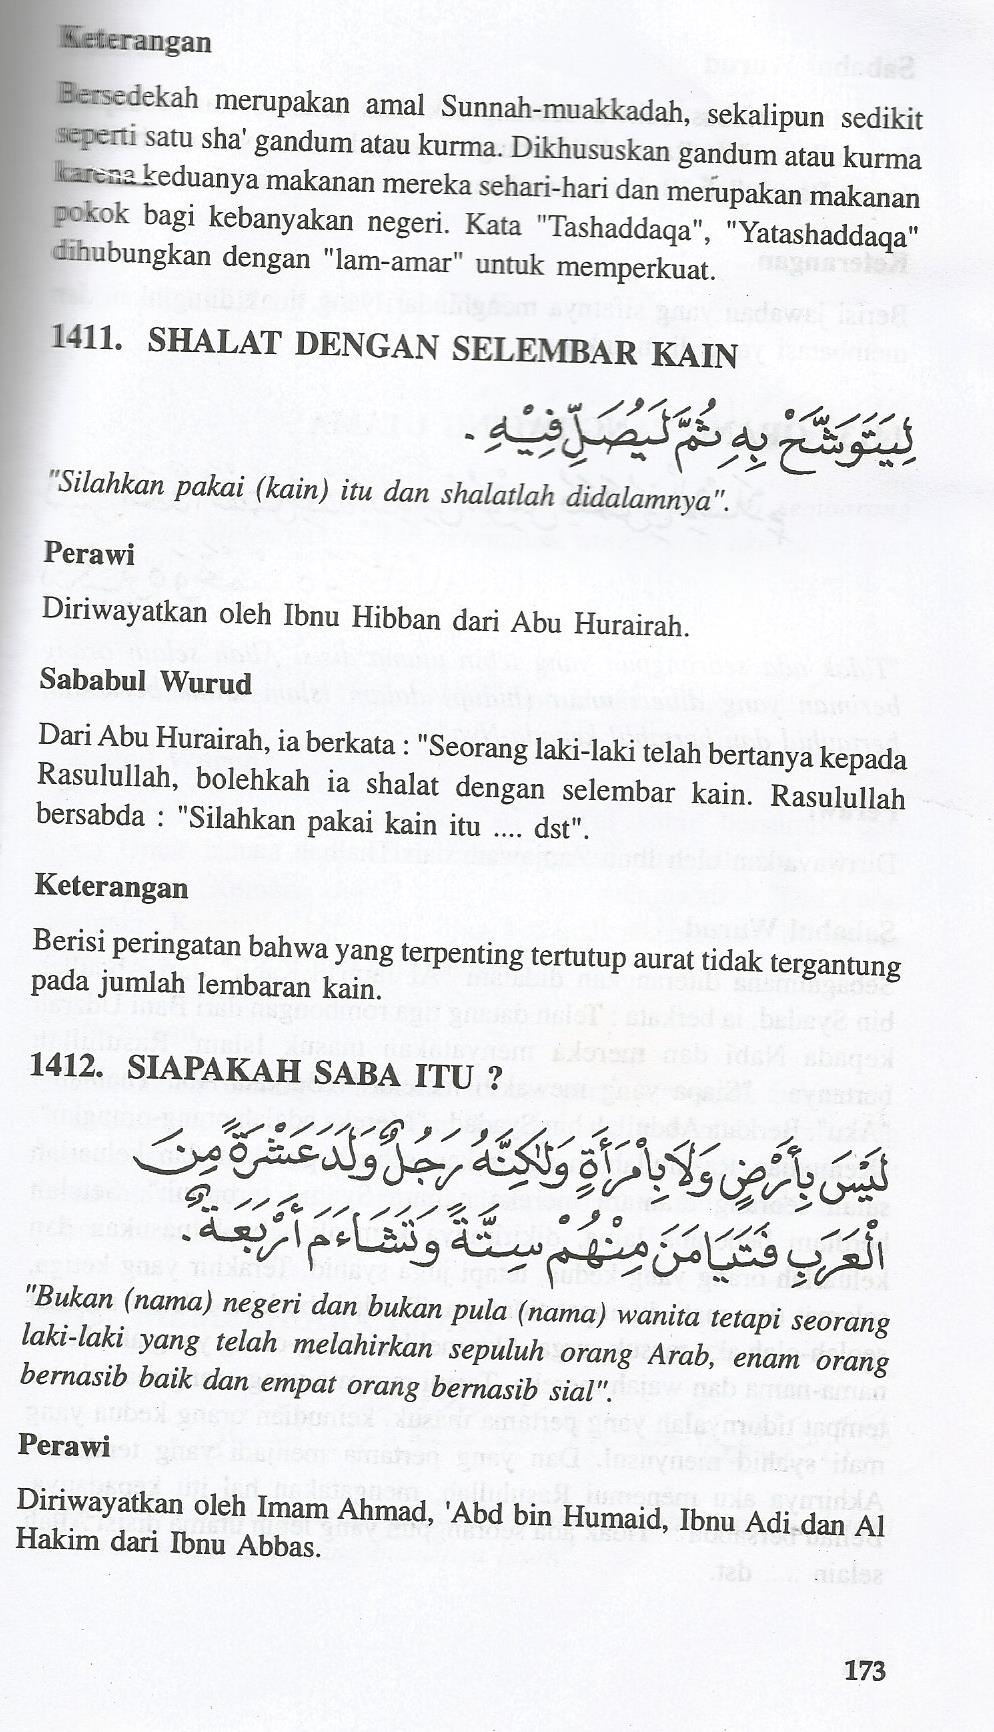 Keterangan
Bersedekah merupakan amal Sunnah-muakkadah, sekalipun sedikit
seperti satu sha' gandum atau kurma. Dikhususkan gandum atau kurma
karena keduanya makanan mereka sehari-hari dan merupakan makanan
pokok bagi kebanyakan negeri. Kata "Tashaddaqa", "Yatashaddaqa"
dihubungkan dengan "lam-amar" untuk memperkuat.
1411. SHALAT DENGAN SELEMBAR KAIN
لِيَتَوَشَّحْ بِهِ ثُمَّ لَيُصَلِّ فِيْهِ .
"Silahkan pakai (kain) itu dan shalatlah didalamnya".
Perawi
Diriwayatkan oleh Ibnu Hibban dari Abu Hurairah.
Sababul Wurud
Dari Abu Hurairah, ia berkata : "Seorang laki-laki telah bertanya kepada
Rasulullah, bolehkah ia shalat dengan selembar kain. Rasulullah
bersabda : "Silahkan pakai kain itu .... dst".
Keterangan
Berisi peringatan bahwa yang terpenting tertutup aurat tidak tergantung
pada jumlah lembaran kain.
1412. SIAPAKAH SABA ITU ?
لَيْسَ بِأَرْضٍ وَلَا بِاْمْرَأَةٍ وَلٰكِنَّهُ رَجُلٌ وَلَدَ عَشْرَةً مِنَ
الْعَرَبِ فَتَيَامَنَ مِنْهُمْ سِتَّةً وَتَشَاءَمَ أَرْبَعَةٌ.
"Bukan (nama) negeri dan bukan pula (nama) wanita tetapi seorang
laki-laki yang telah melahirkan sepuluh orang Arab, enam orang
bernasib baik dan empat orang bernasib sial".
Perawi
Diriwayatkan oleh Imam Ahmad, 'Abd bin Humaid, Ibnu Adi dan Al
Hakim dari Ibnu Abbas.
173